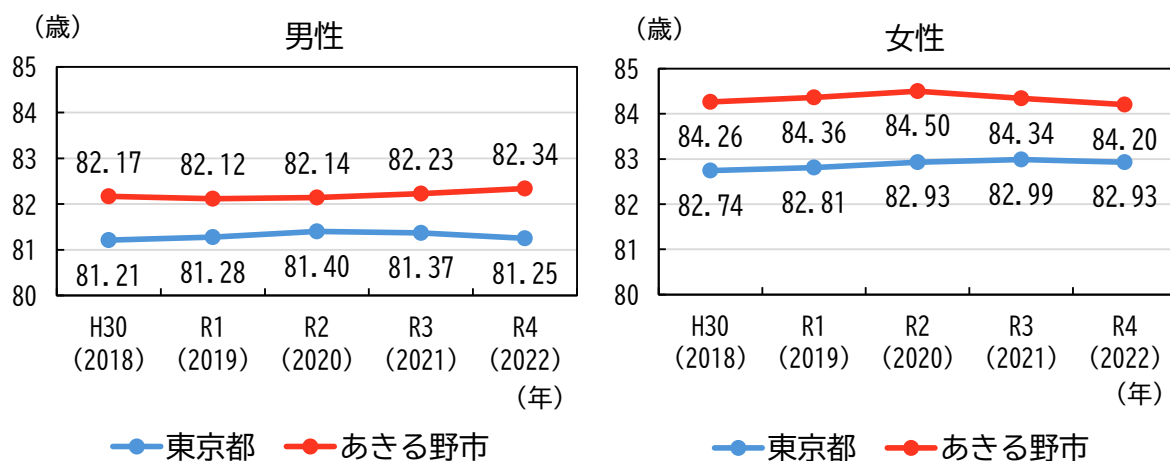 (歳)
男性
85
84
83
82
81
80
82.17 82.12 82.14 82.23 82.34
81.21 81.28 81.40 81.37 81.25
H30 R1 R2 R3 R4
(2018) (2019) (2020) (2021) (2022)
(年)
東京都 あきる野市
(歳)
女性
85
84
83
82
81
80
84.26 84.36 84.50 84.34 84.20
82.74 82.81 82.93 82.99 82.93
H30 R1 R2 R3 R4
(2018) (2019) (2020) (2021) (2022)
(年)
東京都 あきる野市